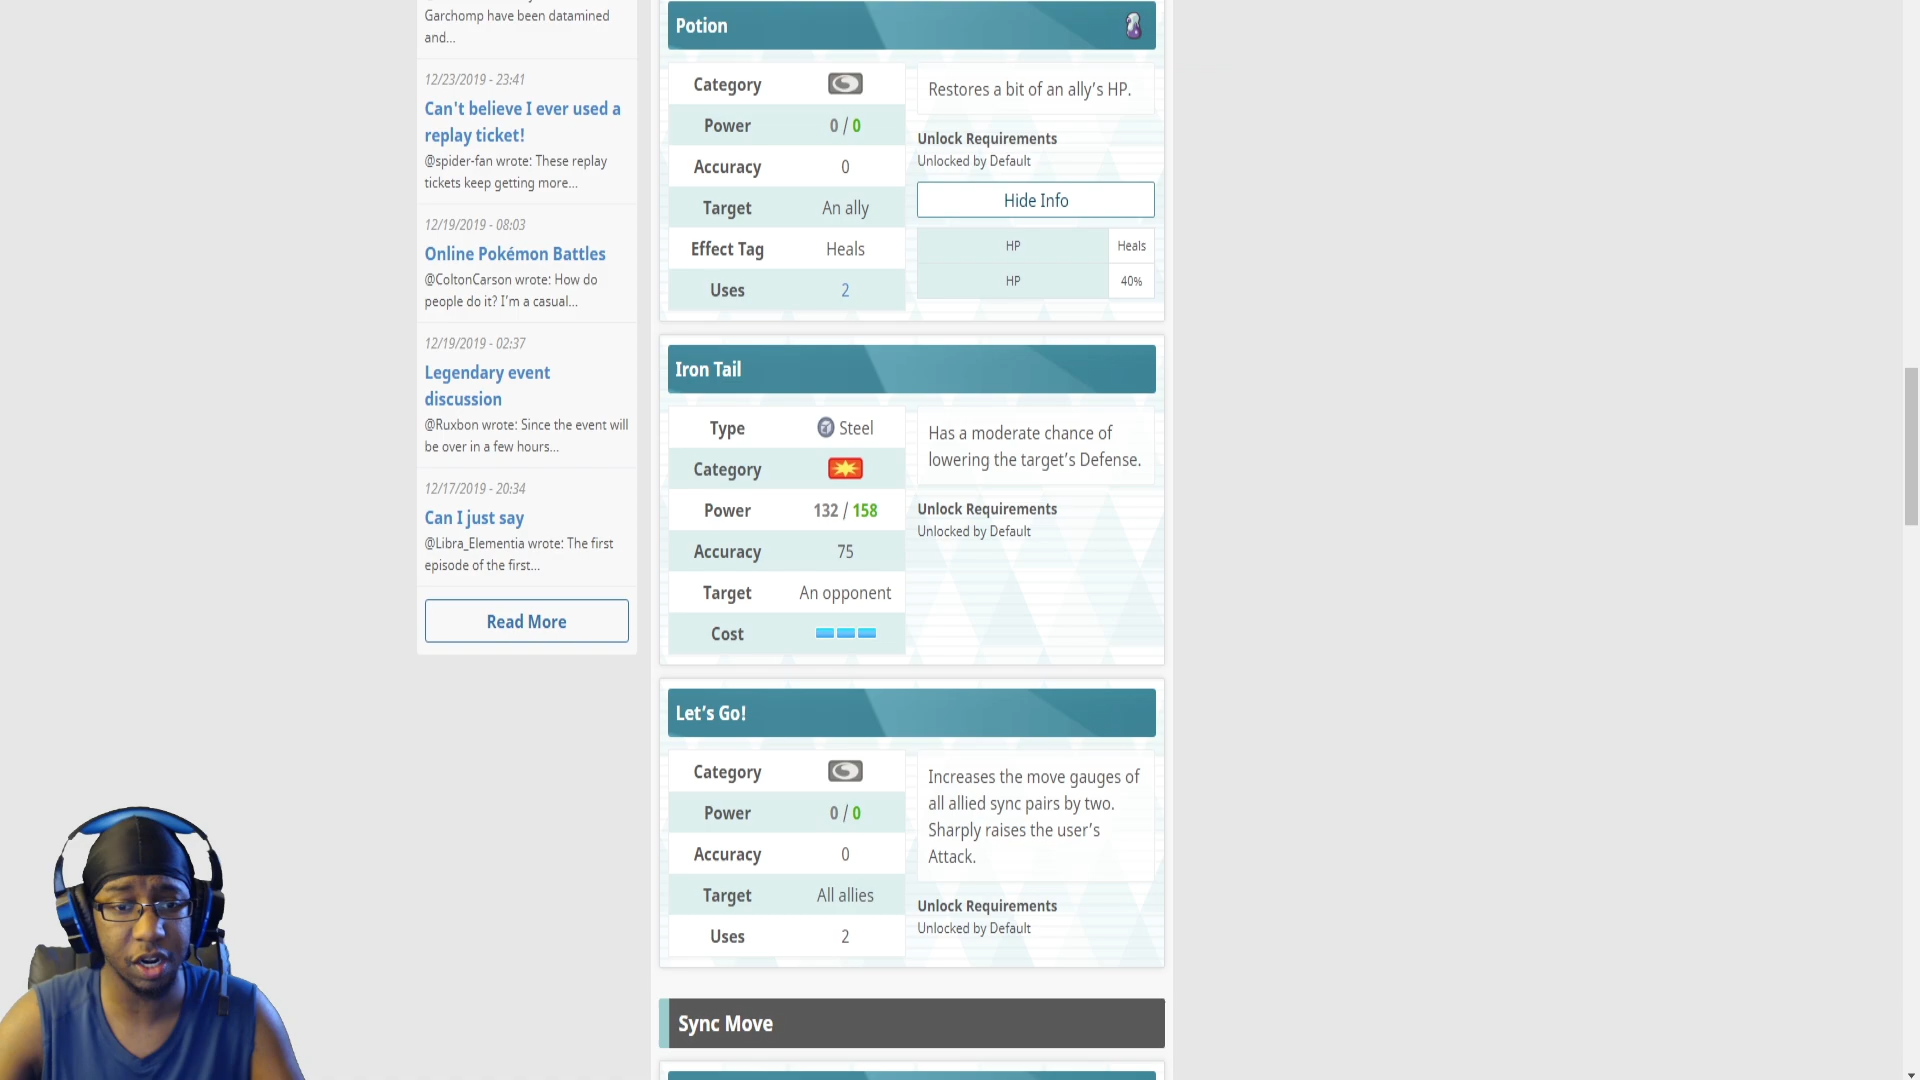 Garchomp have been datamined
and...
12/23/2019 - 23:41
Can't believe I ever used a
replay ticket!
@spider-fan wrote: These replay
tickets keep getting more...
12/19/2019 - 08:03
Online Pokémon Battles
@ColtonCarson wrote: How do
people do it? I'm a casual...
12/19/2019 - 02:37
Legendary event
discussion
@Ruxbon wrote: Since the event will
be over in a few hours...
12/17/2019 - 20:34
Can I just say
@Libra_Elementia wrote: The first
episode of the first...
Read More
Potion
Category
Power 0 / 0
Accuracy 0
Target An ally
Effect Tag Heals
Uses 2
Restores a bit of an ally's HP.
Unlock Requirements
Unlocked by Default
Hide Info
HP Heals
HP 40%
Iron Tail
Type Steel
Category
Power 132 / 158
Accuracy 75
Target An opponent
Cost
Has a moderate chance of
lowering the target's Defense.
Unlock Requirements
Unlocked by Default
Let's Go!
Category
Power 0 / 0
Accuracy 0
Target All allies
Uses 2
Increases the move gauges of
all allied sync pairs by two.
Sharply raises the user's
Attack.
Unlock Requirements
Unlocked by Default
Sync Move